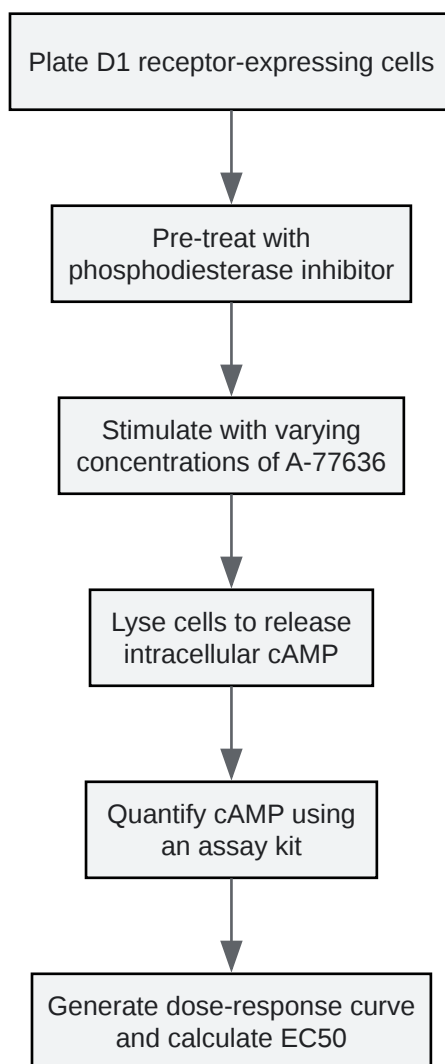 Plate D1 receptor-expressing cells
Pre-treat with
phosphodiesterase inhibitor
Stimulate with varying
concentrations of A-77636
Lyse cells to release
intracellular cAMP
Quantify cAMP using
an assay kit
Generate dose-response curve
and calculate EC50